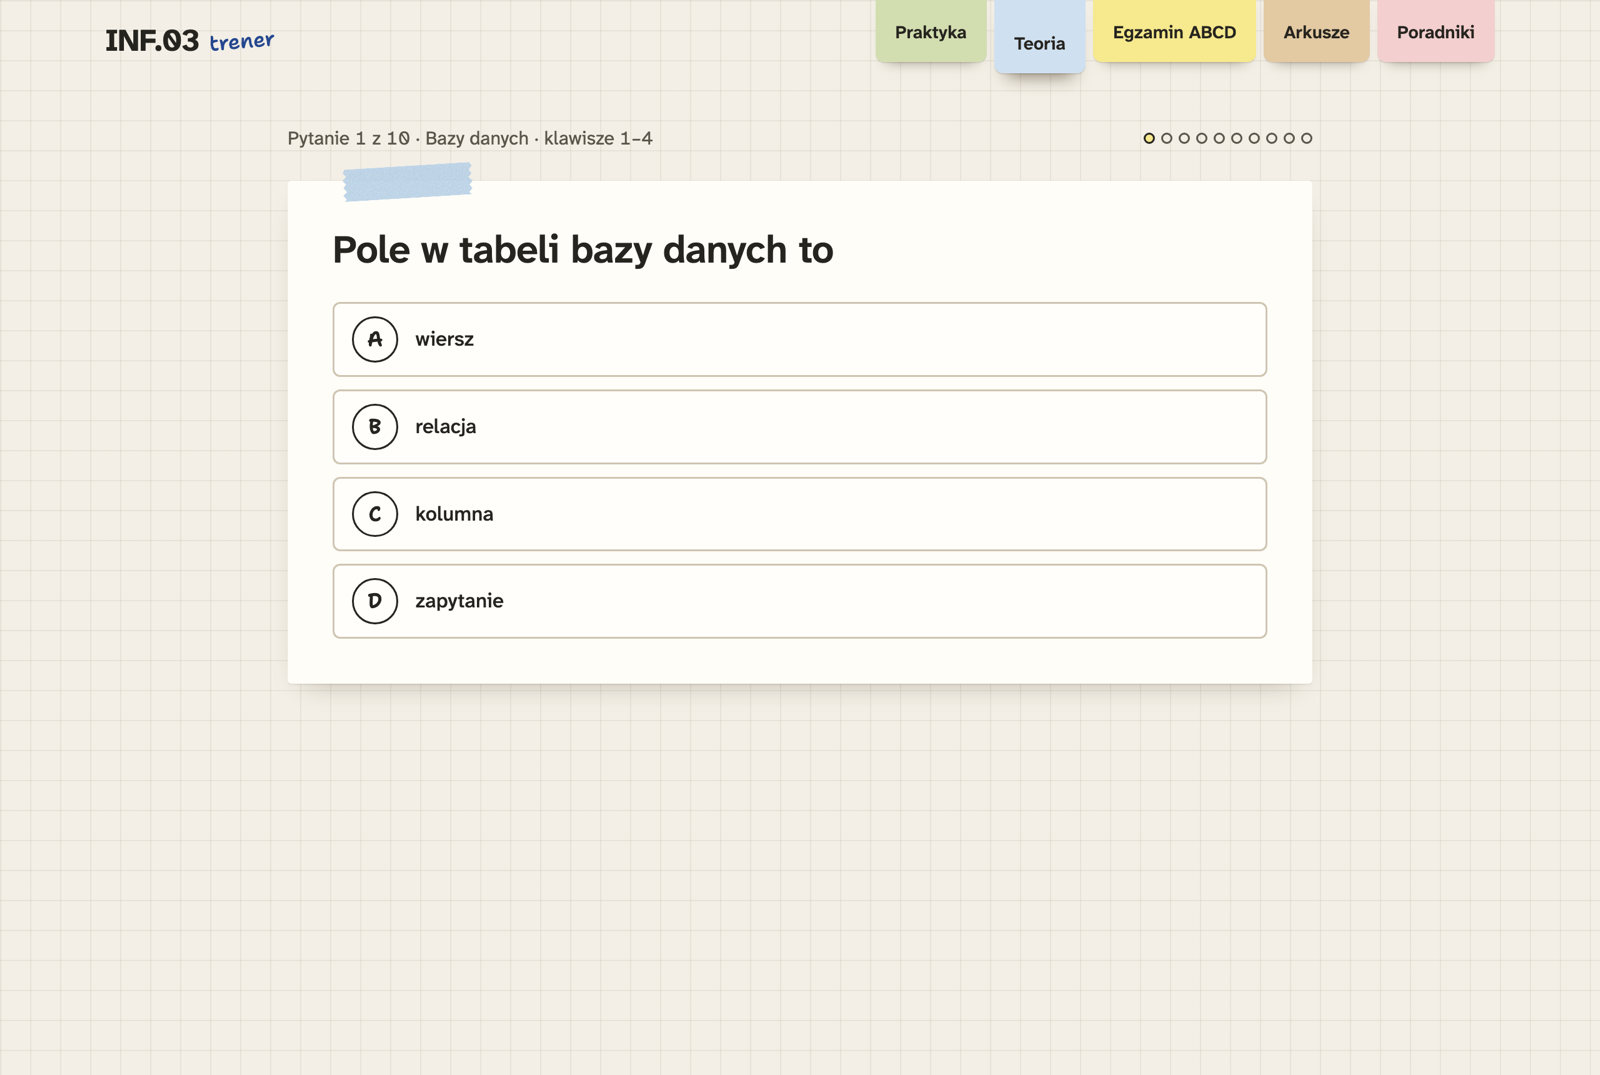 INF.03 trener
Praktyka
Teoria
Egzamin ABCD
Arkusze
Poradniki
Pytanie 1 z 10 · Bazy danych · klawisze 1–4
Pole w tabeli bazy danych to
A wiersz
B relacja
C kolumna
D zapytanie